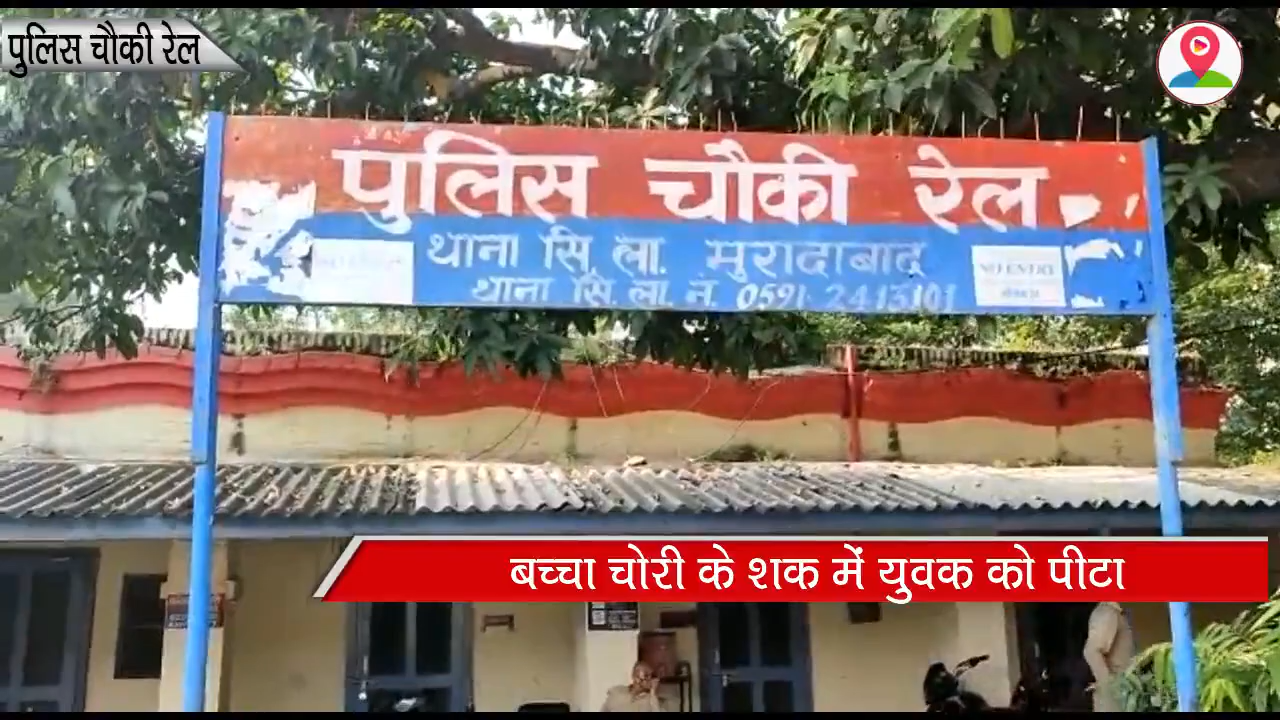 पुलिस चौकी रेल
पुलिस चौकी रेल
थाना सि. ला. मुरादाबाद
थाना सि. ला. न. 0591. 2413101
NO ENTRY
बच्चा चोरी के शक में युवक को पीटा